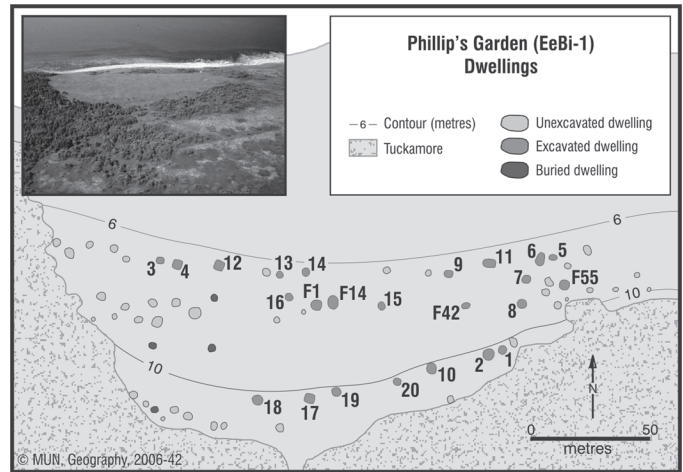 Phillip's Garden (EeBi-1)
Dwellings
–6– Contour (metres)
Tuckamore
Unexcavated dwelling
Excavated dwelling
Buried dwelling
6
6
3
4
12
13
14
9
11
6
5
7
F55
16
F1
F14
15
F42
8
10
10
2
1
10
20
19
17
18
N
0
50
metres
© MUN, Geography, 2006-42